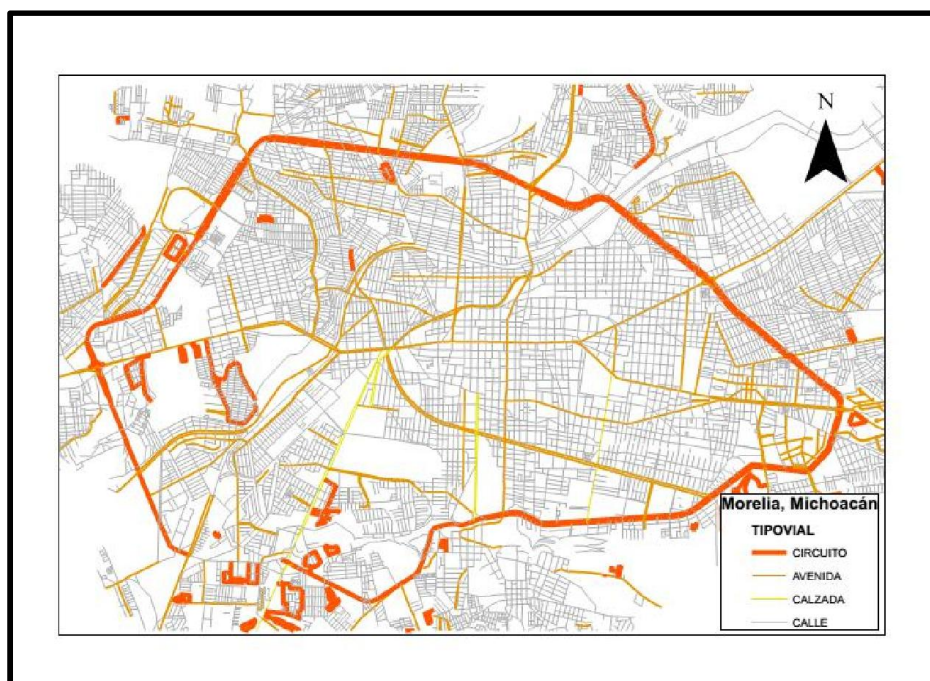 N
Morelia, Michoacán
TIPOVIAL
CIRCUITO
AVENIDA
CALZADA
CALLE